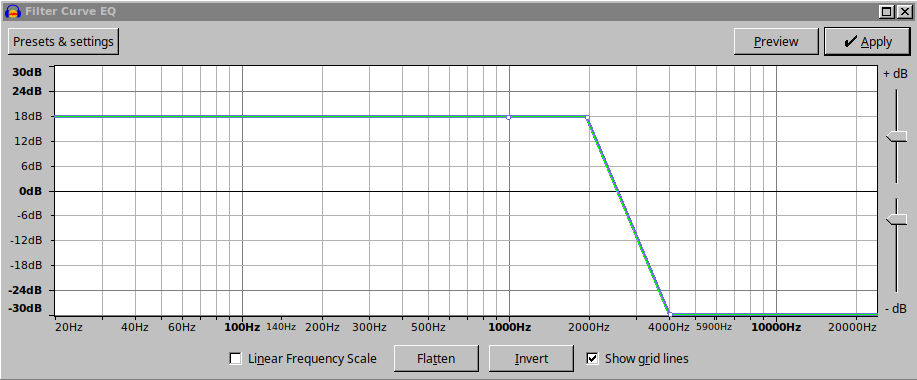 Filter Curve EQ
Presets & settings
Preview
✔ Apply
30dB
24dB
18dB
12dB
6dB
0dB
-6dB
-12dB
-18dB
-24dB
-30dB
+ dB
- dB
20Hz 40Hz 60Hz 100Hz 140Hz 200Hz 300Hz 500Hz 1000Hz 2000Hz 4000Hz 5900Hz 10000Hz 20000Hz
Linear Frequency Scale
Flatten
Invert
Show grid lines